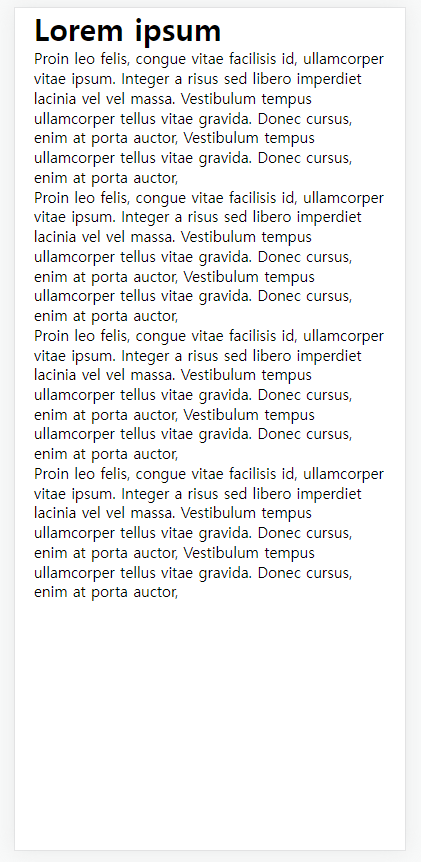 Lorem ipsum
Proin leo felis, congue vitae facilisis id, ullamcorper
vitae ipsum. Integer a risus sed libero imperdiet
lacinia vel vel massa. Vestibulum tempus
ullamcorper tellus vitae gravida. Donec cursus,
enim at porta auctor, Vestibulum tempus
ullamcorper tellus vitae gravida. Donec cursus,
enim at porta auctor,
Proin leo felis, congue vitae facilisis id, ullamcorper
vitae ipsum. Integer a risus sed libero imperdiet
lacinia vel vel massa. Vestibulum tempus
ullamcorper tellus vitae gravida. Donec cursus,
enim at porta auctor, Vestibulum tempus
ullamcorper tellus vitae gravida. Donec cursus,
enim at porta auctor,
Proin leo felis, congue vitae facilisis id, ullamcorper
vitae ipsum. Integer a risus sed libero imperdiet
lacinia vel vel massa. Vestibulum tempus
ullamcorper tellus vitae gravida. Donec cursus,
enim at porta auctor, Vestibulum tempus
ullamcorper tellus vitae gravida. Donec cursus,
enim at porta auctor,
Proin leo felis, congue vitae facilisis id, ullamcorper
vitae ipsum. Integer a risus sed libero imperdiet
lacinia vel vel massa. Vestibulum tempus
ullamcorper tellus vitae gravida. Donec cursus,
enim at porta auctor, Vestibulum tempus
ullamcorper tellus vitae gravida. Donec cursus,
enim at porta auctor,